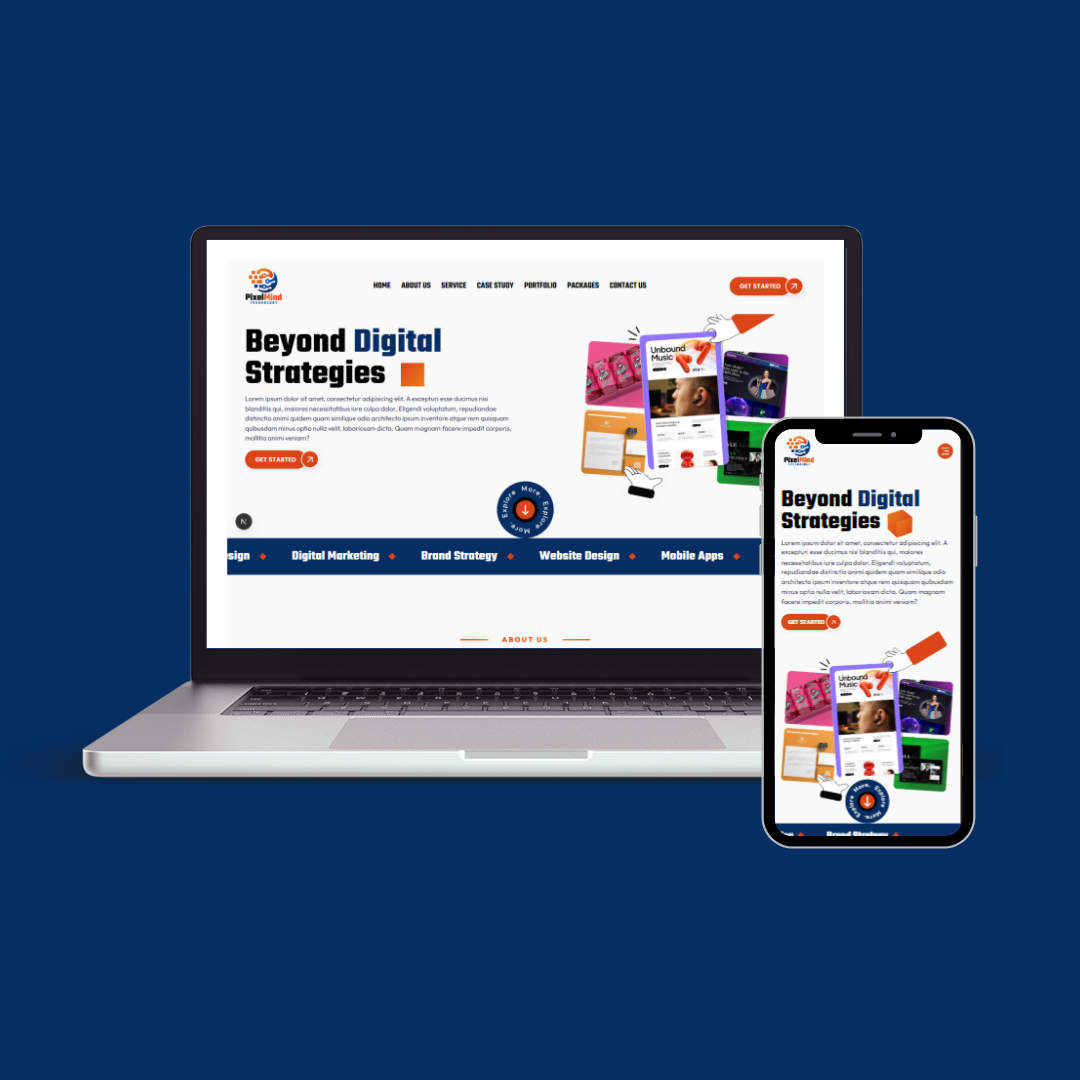 PixelMind
TECHNOLOGY
HOME ABOUT US SERVICE CASE STUDY PORTFOLIO PACKAGES CONTACT US
GET STARTED
Beyond Digital
Strategies
Lorem ipsum dolor sit amet, consectetur adipisicing elit. A excepturi esse ducimus nisi
blanditiis qui, maiores necessitatibus iure culpa dolor. Eligendi voluptatum, repudiandae
distinctio animi quidem quam similique odio architecto ipsum inventore atque rem quisquam
quibusdam minus optio nulla velit, laboriosam dicta. Quam magnam facere impedit corporis,
mollitia animi veniam?
GET STARTED
Unbound
Music
Explore More. Explore More.
N
sign Digital Marketing Brand Strategy Website Design Mobile Apps
ABOUT US
PixelMind
TECHNOLOGY
Beyond Digital
Strategies
Lorem ipsum dolor sit amet, consectetur adipisicing elit. A
excepturi esse ducimus nisi blanditiis qui, maiores
necessitatibus iure culpa dolor. Eligendi voluptatum,
repudiandae distinctio animi quidem quam similique odio
architecto ipsum inventore atque rem quisquam quibusdam
minus optio nulla velit, laboriosam dicta. Quam magnam
facere impedit corporis, mollitia animi veniam?
GET STARTED
Unbound
Music
Explore More. Explore More.
Brand Strategy